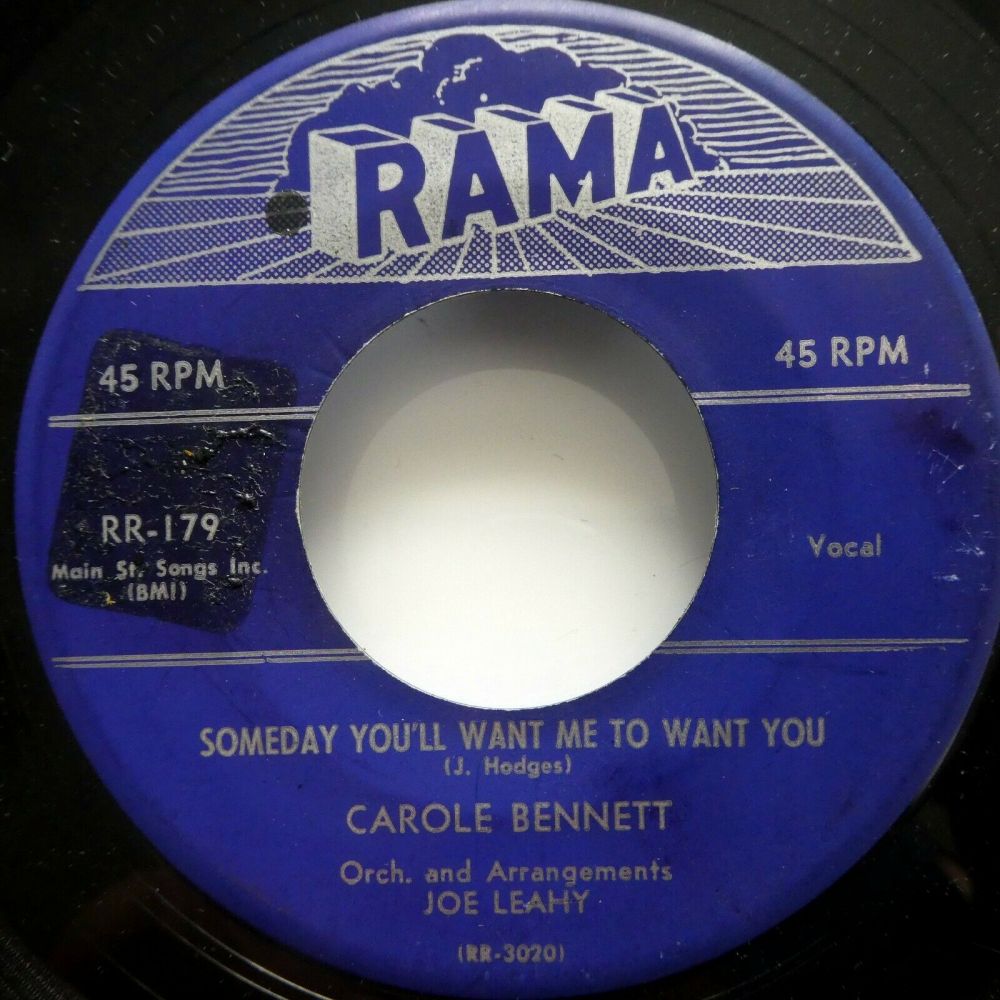 RAMA
45 RPM
45 RPM
RR-179
Main St. Songs Inc.
(BMI)
Vocal
SOMEDAY YOU'LL WANT ME TO WANT YOU
(J. Hodges)
CAROLE BENNETT
Orch. and Arrangements
JOE LEAHY
(RR-3020)